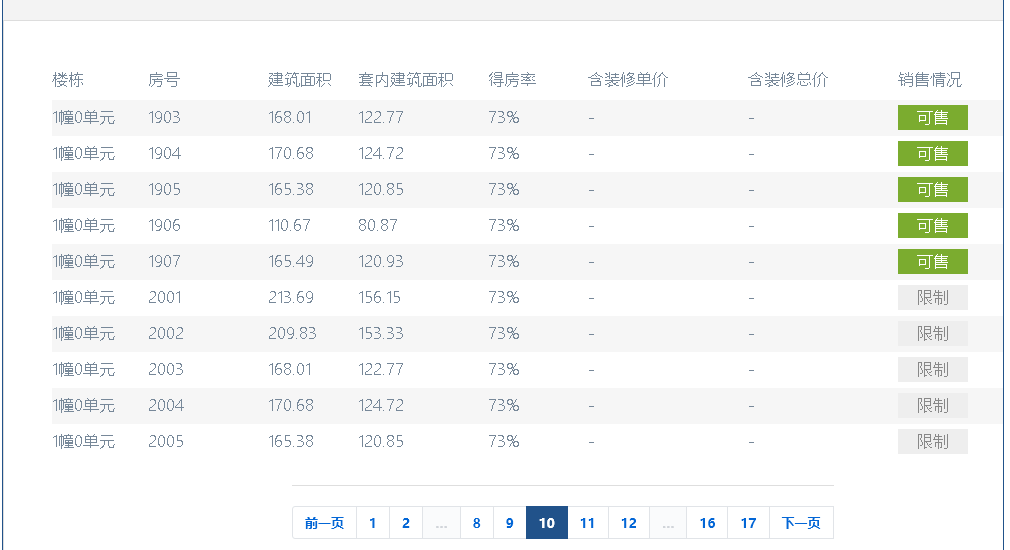 楼栋 房号 建筑面积 套内建筑面积 得房率 含装修单价 含装修总价 销售情况
1幢0单元 1903 168.01 122.77 73% - - 可售
1幢0单元 1904 170.68 124.72 73% - - 可售
1幢0单元 1905 165.38 120.85 73% - - 可售
1幢0单元 1906 110.67 80.87 73% - - 可售
1幢0单元 1907 165.49 120.93 73% - - 可售
1幢0单元 2001 213.69 156.15 73% - - 限制
1幢0单元 2002 209.83 153.33 73% - - 限制
1幢0单元 2003 168.01 122.77 73% - - 限制
1幢0单元 2004 170.68 124.72 73% - - 限制
1幢0单元 2005 165.38 120.85 73% - - 限制
前一页 1 2 ... 8 9 10 11 12 ... 16 17 下一页